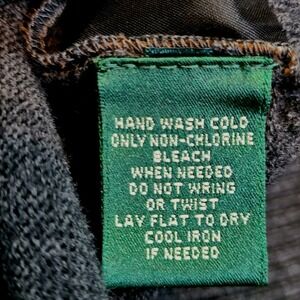 HAND WASH COLD
ONLY NON-CHLORINE
BLEACH
WHEN NEEDED
DO NOT WRING
OR TWIST
LAY FLAT TO DRY
COOL IRON
IF NEEDED